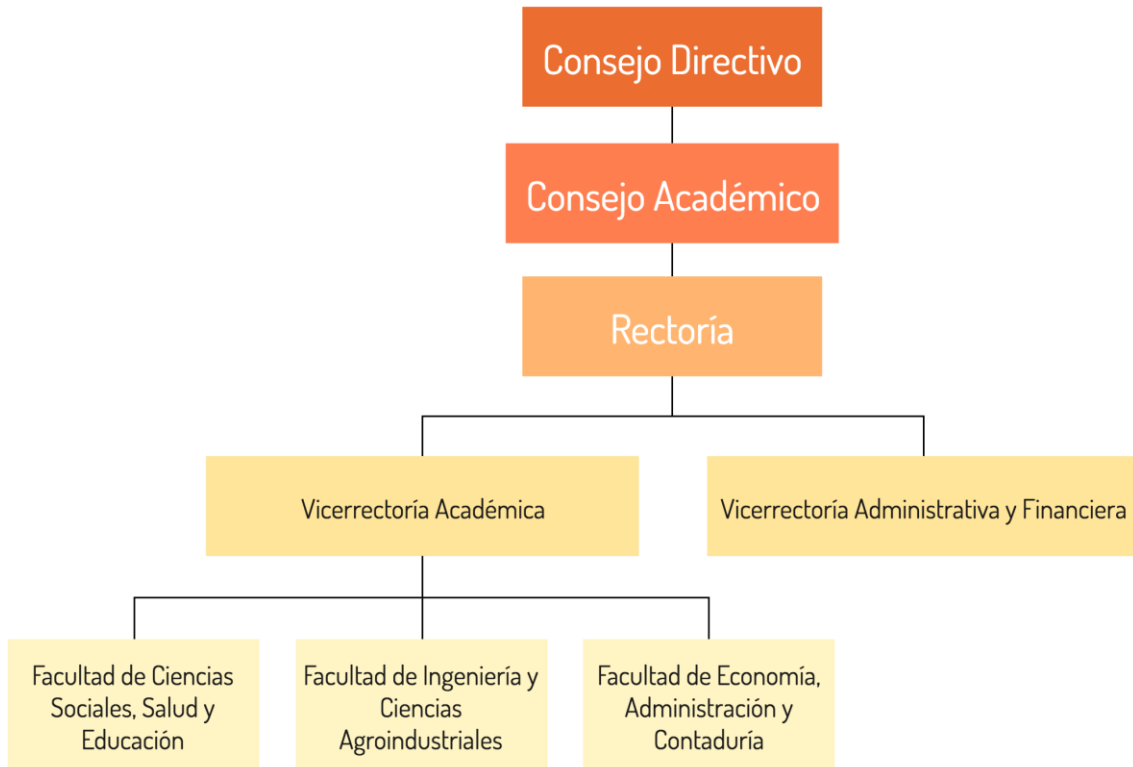 Consejo Directivo
Consejo Académico
Rectoría
Vicerrectoría Académica
Vicerrectoría Administrativa y Financiera
Facultad de Ciencias
Sociales, Salud y
Educación
Facultad de Ingeniería y
Ciencias
Agroindustriales
Facultad de Economía,
Administración y
Contaduría